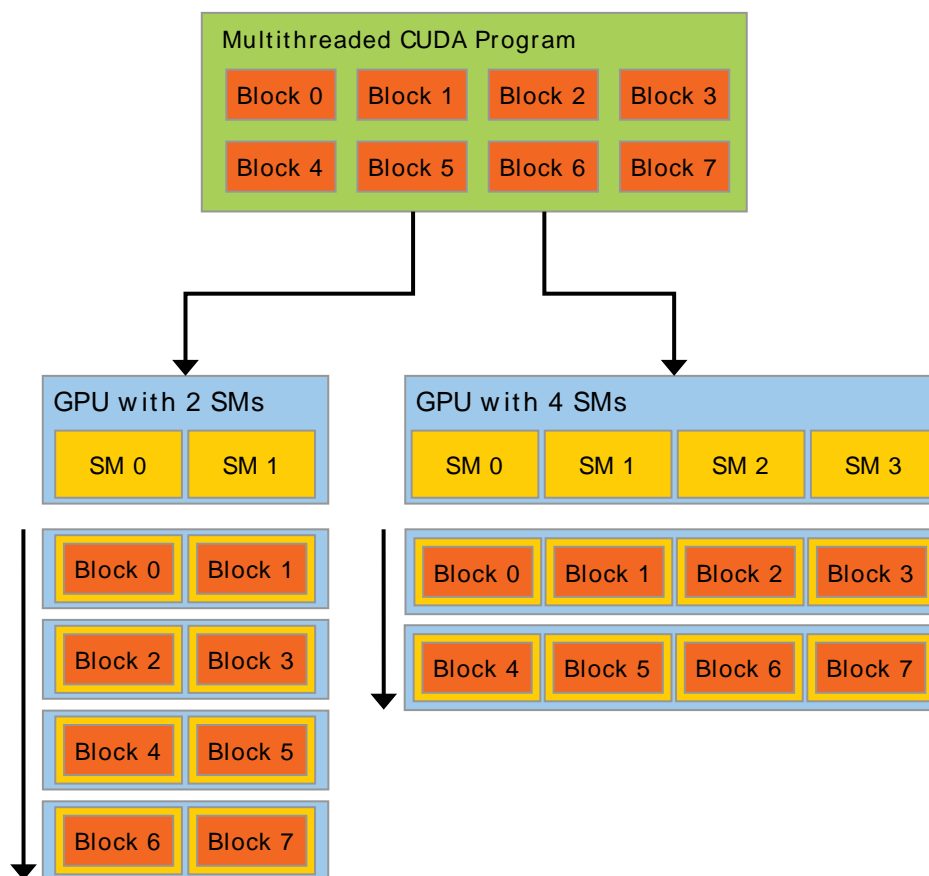 Multithreaded CUDA Program
Block 0 Block 1 Block 2 Block 3
Block 4 Block 5 Block 6 Block 7
GPU with 2 SMs
SM 0 SM 1
Block 0 Block 1
Block 2 Block 3
Block 4 Block 5
Block 6 Block 7
GPU with 4 SMs
SM 0 SM 1 SM 2 SM 3
Block 0 Block 1 Block 2 Block 3
Block 4 Block 5 Block 6 Block 7